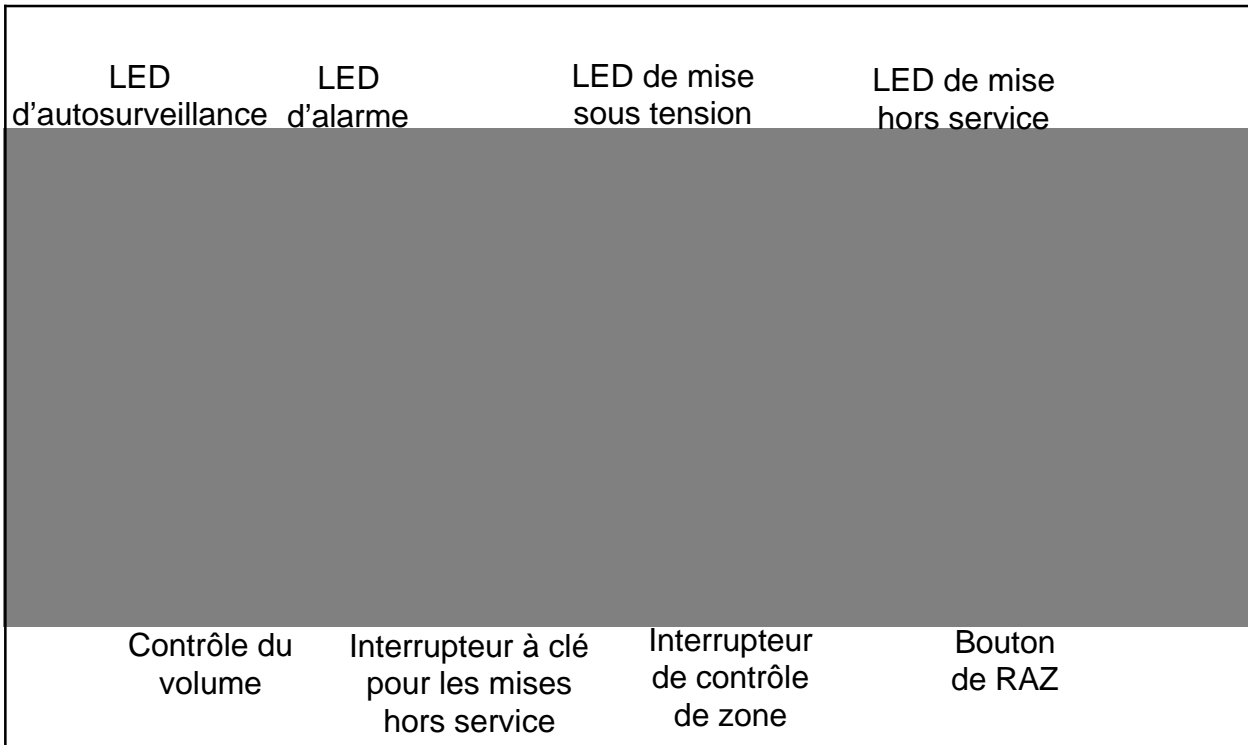 LED
d’autosurveillance
LED
d’alarme
LED de mise
sous tension
LED de mise
hors service
Contrôle du
volume
Interrupteur à clé
pour les mises
hors service
Interrupteur
de contrôle
de zone
Bouton
de RAZ